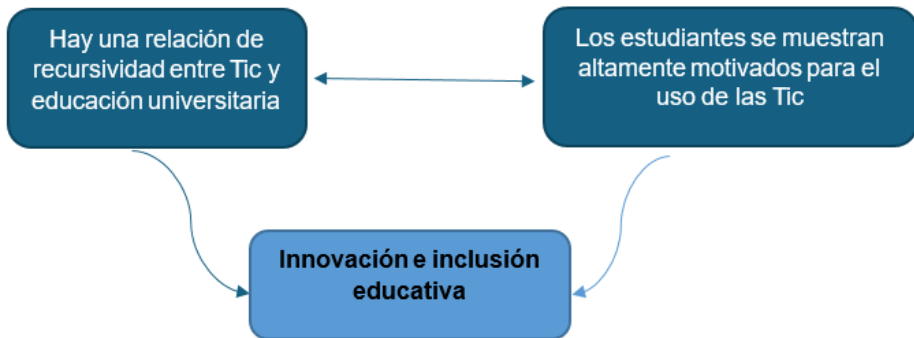 Hay una relación de
recursividad entre Tic y
educación universitaria
Los estudiantes se muestran
altamente motivados para el
uso de las Tic
Innovación e inclusión
educativa